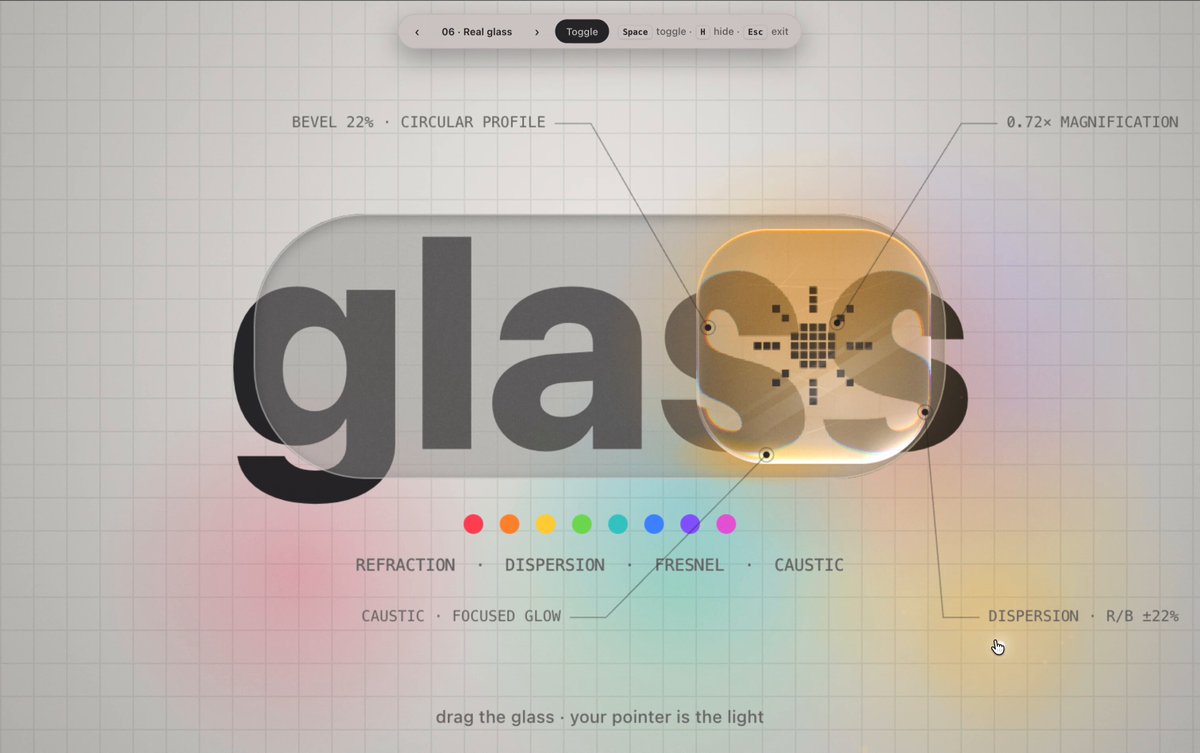 ‹ 06 · Real glass › Toggle Space toggle · H hide · Esc exit
BEVEL 22% · CIRCULAR PROFILE
0.72× MAGNIFICATION
glass
REFRACTION · DISPERSION · FRESNEL · CAUSTIC
CAUSTIC · FOCUSED GLOW
DISPERSION · R/B ±22%
drag the glass · your pointer is the light